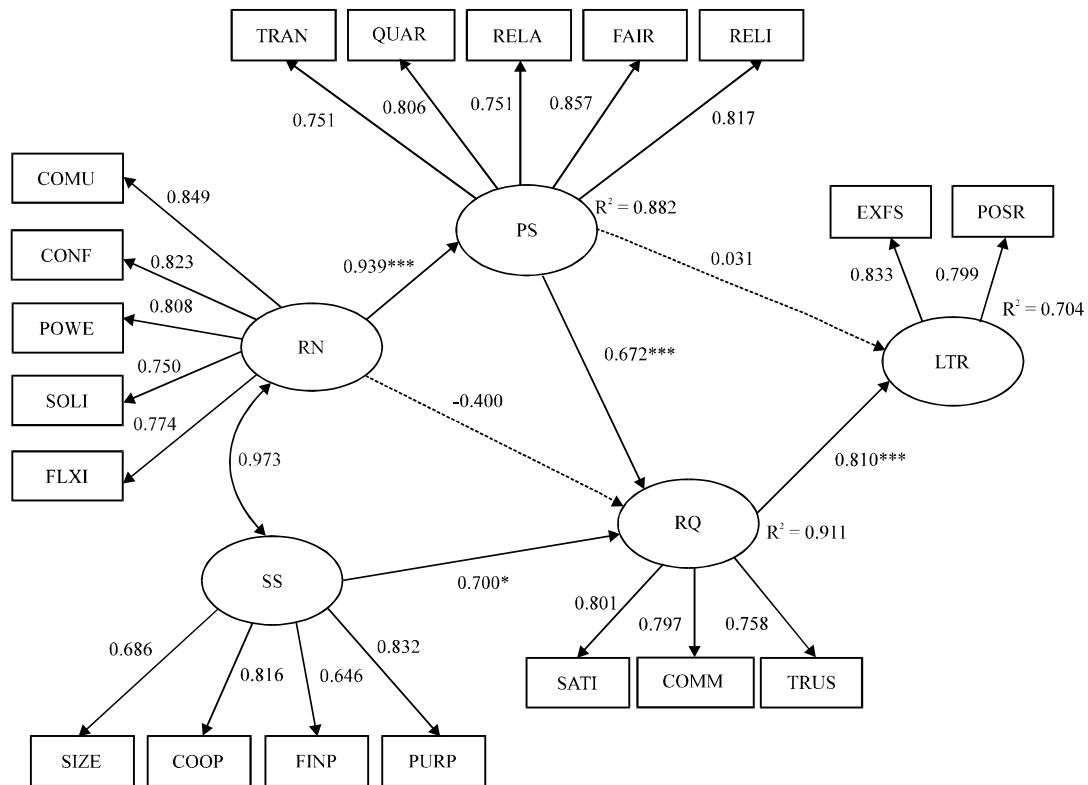 TRAN
QUAR
RELA
FAIR
RELI
0.751
0.806
0.751
0.857
0.817
COMU
CONF
POWE
SOLI
FLXI
0.849
0.823
0.808
0.750
0.774
RN
0.939***
PS
R² = 0.882
0.031
EXFS
POSR
0.833
0.799
R² = 0.704
LTR
0.672***
-0.400
0.973
0.810***
RQ
R² = 0.911
SS
0.700*
0.801
0.797
0.758
SATI
COMM
TRUS
0.686
0.816
0.646
0.832
SIZE
COOP
FINP
PURP